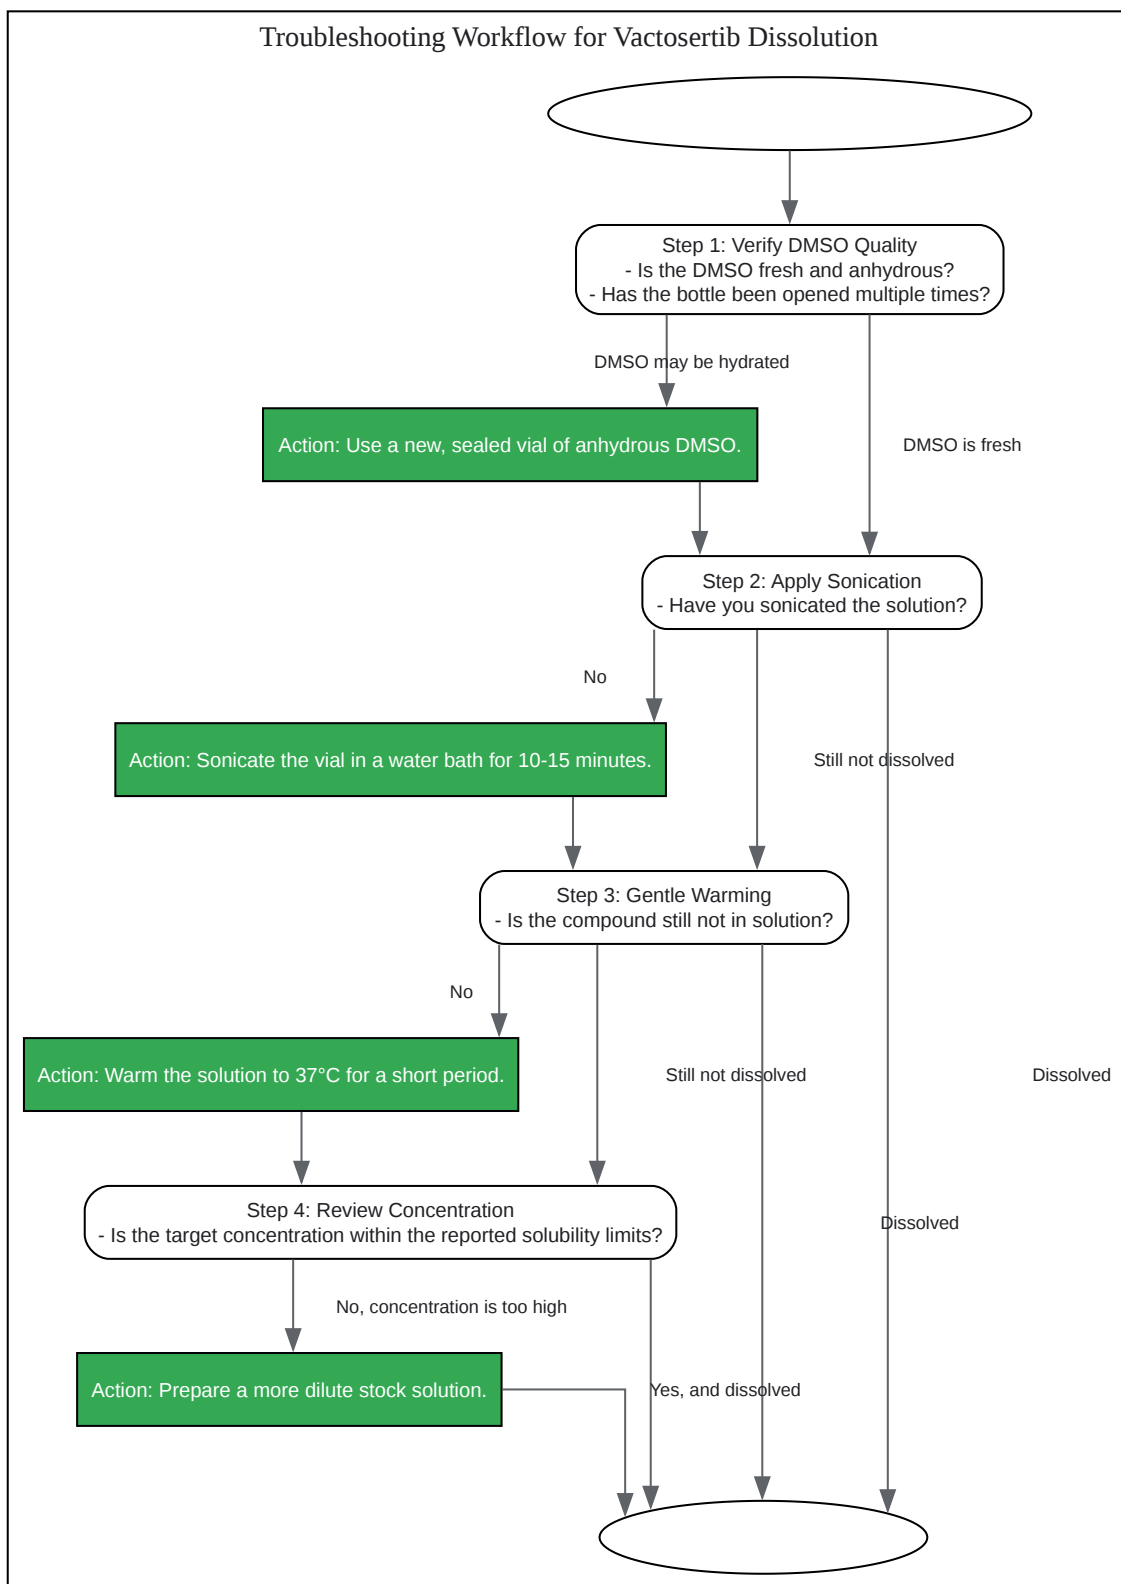 Troubleshooting Workflow for Vactosertib Dissolution
Step 1: Verify DMSO Quality
- Is the DMSO fresh and anhydrous?
- Has the bottle been opened multiple times?
DMSO may be hydrated
Action: Use a new, sealed vial of anhydrous DMSO.
DMSO is fresh
Step 2: Apply Sonication
- Have you sonicated the solution?
No
Action: Sonicate the vial in a water bath for 10-15 minutes.
Still not dissolved
Step 3: Gentle Warming
- Is the compound still not in solution?
No
Action: Warm the solution to 37°C for a short period.
Still not dissolved
Dissolved
Step 4: Review Concentration
- Is the target concentration within the reported solubility limits?
Dissolved
No, concentration is too high
Action: Prepare a more dilute stock solution.
Yes, and dissolved